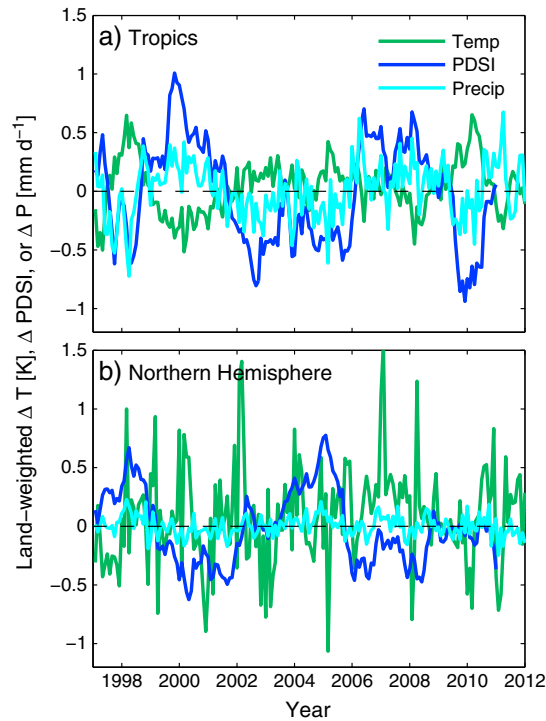 a) Tropics
Temp
PDSI
Precip
1.5
1
0.5
0
−0.5
−1
b) Northern Hemisphere
1.5
1
0.5
0
−0.5
−1
1998 2000 2002 2004 2006 2008 2010 2012
Year
Land−weighted Δ T [K], Δ PDSI, or Δ P [mm d⁻¹]